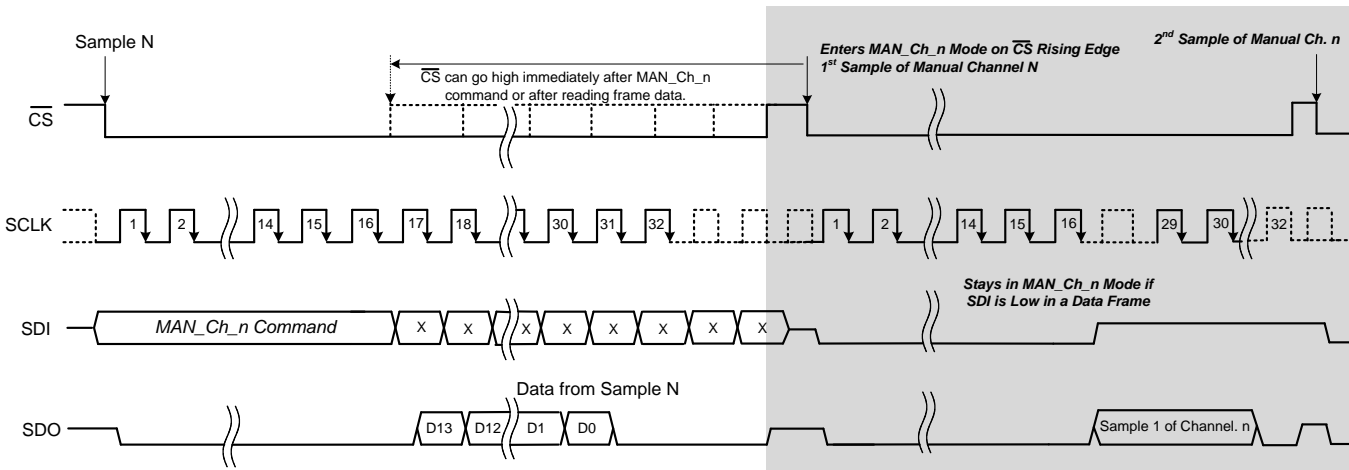 Sample N
Enters MAN_Ch_n Mode on CS Rising Edge
1st Sample of Manual Channel N
2nd Sample of Manual Ch. n
CS can go high immediately after MAN_Ch_n
command or after reading frame data.
CS
SCLK
1 2 14 15 16 17 18 30 31 32 1 2 14 15 16 29 30 32
Stays in MAN_Ch_n Mode if
SDI is Low in a Data Frame
SDI
MAN_Ch_n Command
X X X X X X X X
Data from Sample N
SDO
D13 D12 D1 D0
Sample 1 of Channel. n